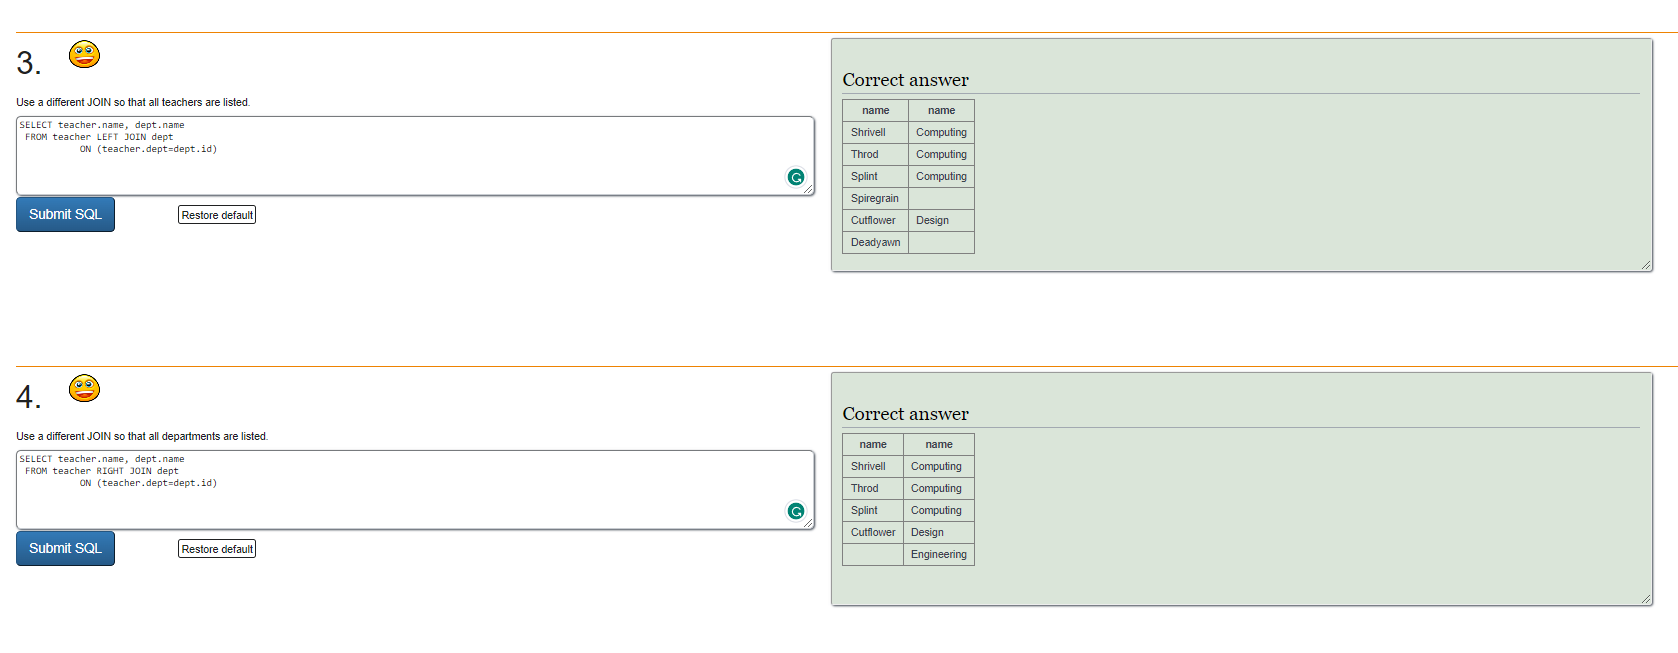 3.
Use a different JOIN so that all teachers are listed.
SELECT teacher.name, dept.name
FROM teacher LEFT JOIN dept
ON (teacher.dept=dept.id)
Submit SQL
Restore default
Correct answer
name name
Shrivell Computing
Throd Computing
Splint Computing
Spiregrain
Cutflower Design
Deadyawn
4.
Use a different JOIN so that all departments are listed.
SELECT teacher.name, dept.name
FROM teacher RIGHT JOIN dept
ON (teacher.dept=dept.id)
Submit SQL
Restore default
Correct answer
name name
Shrivell Computing
Throd Computing
Splint Computing
Cutflower Design
Engineering